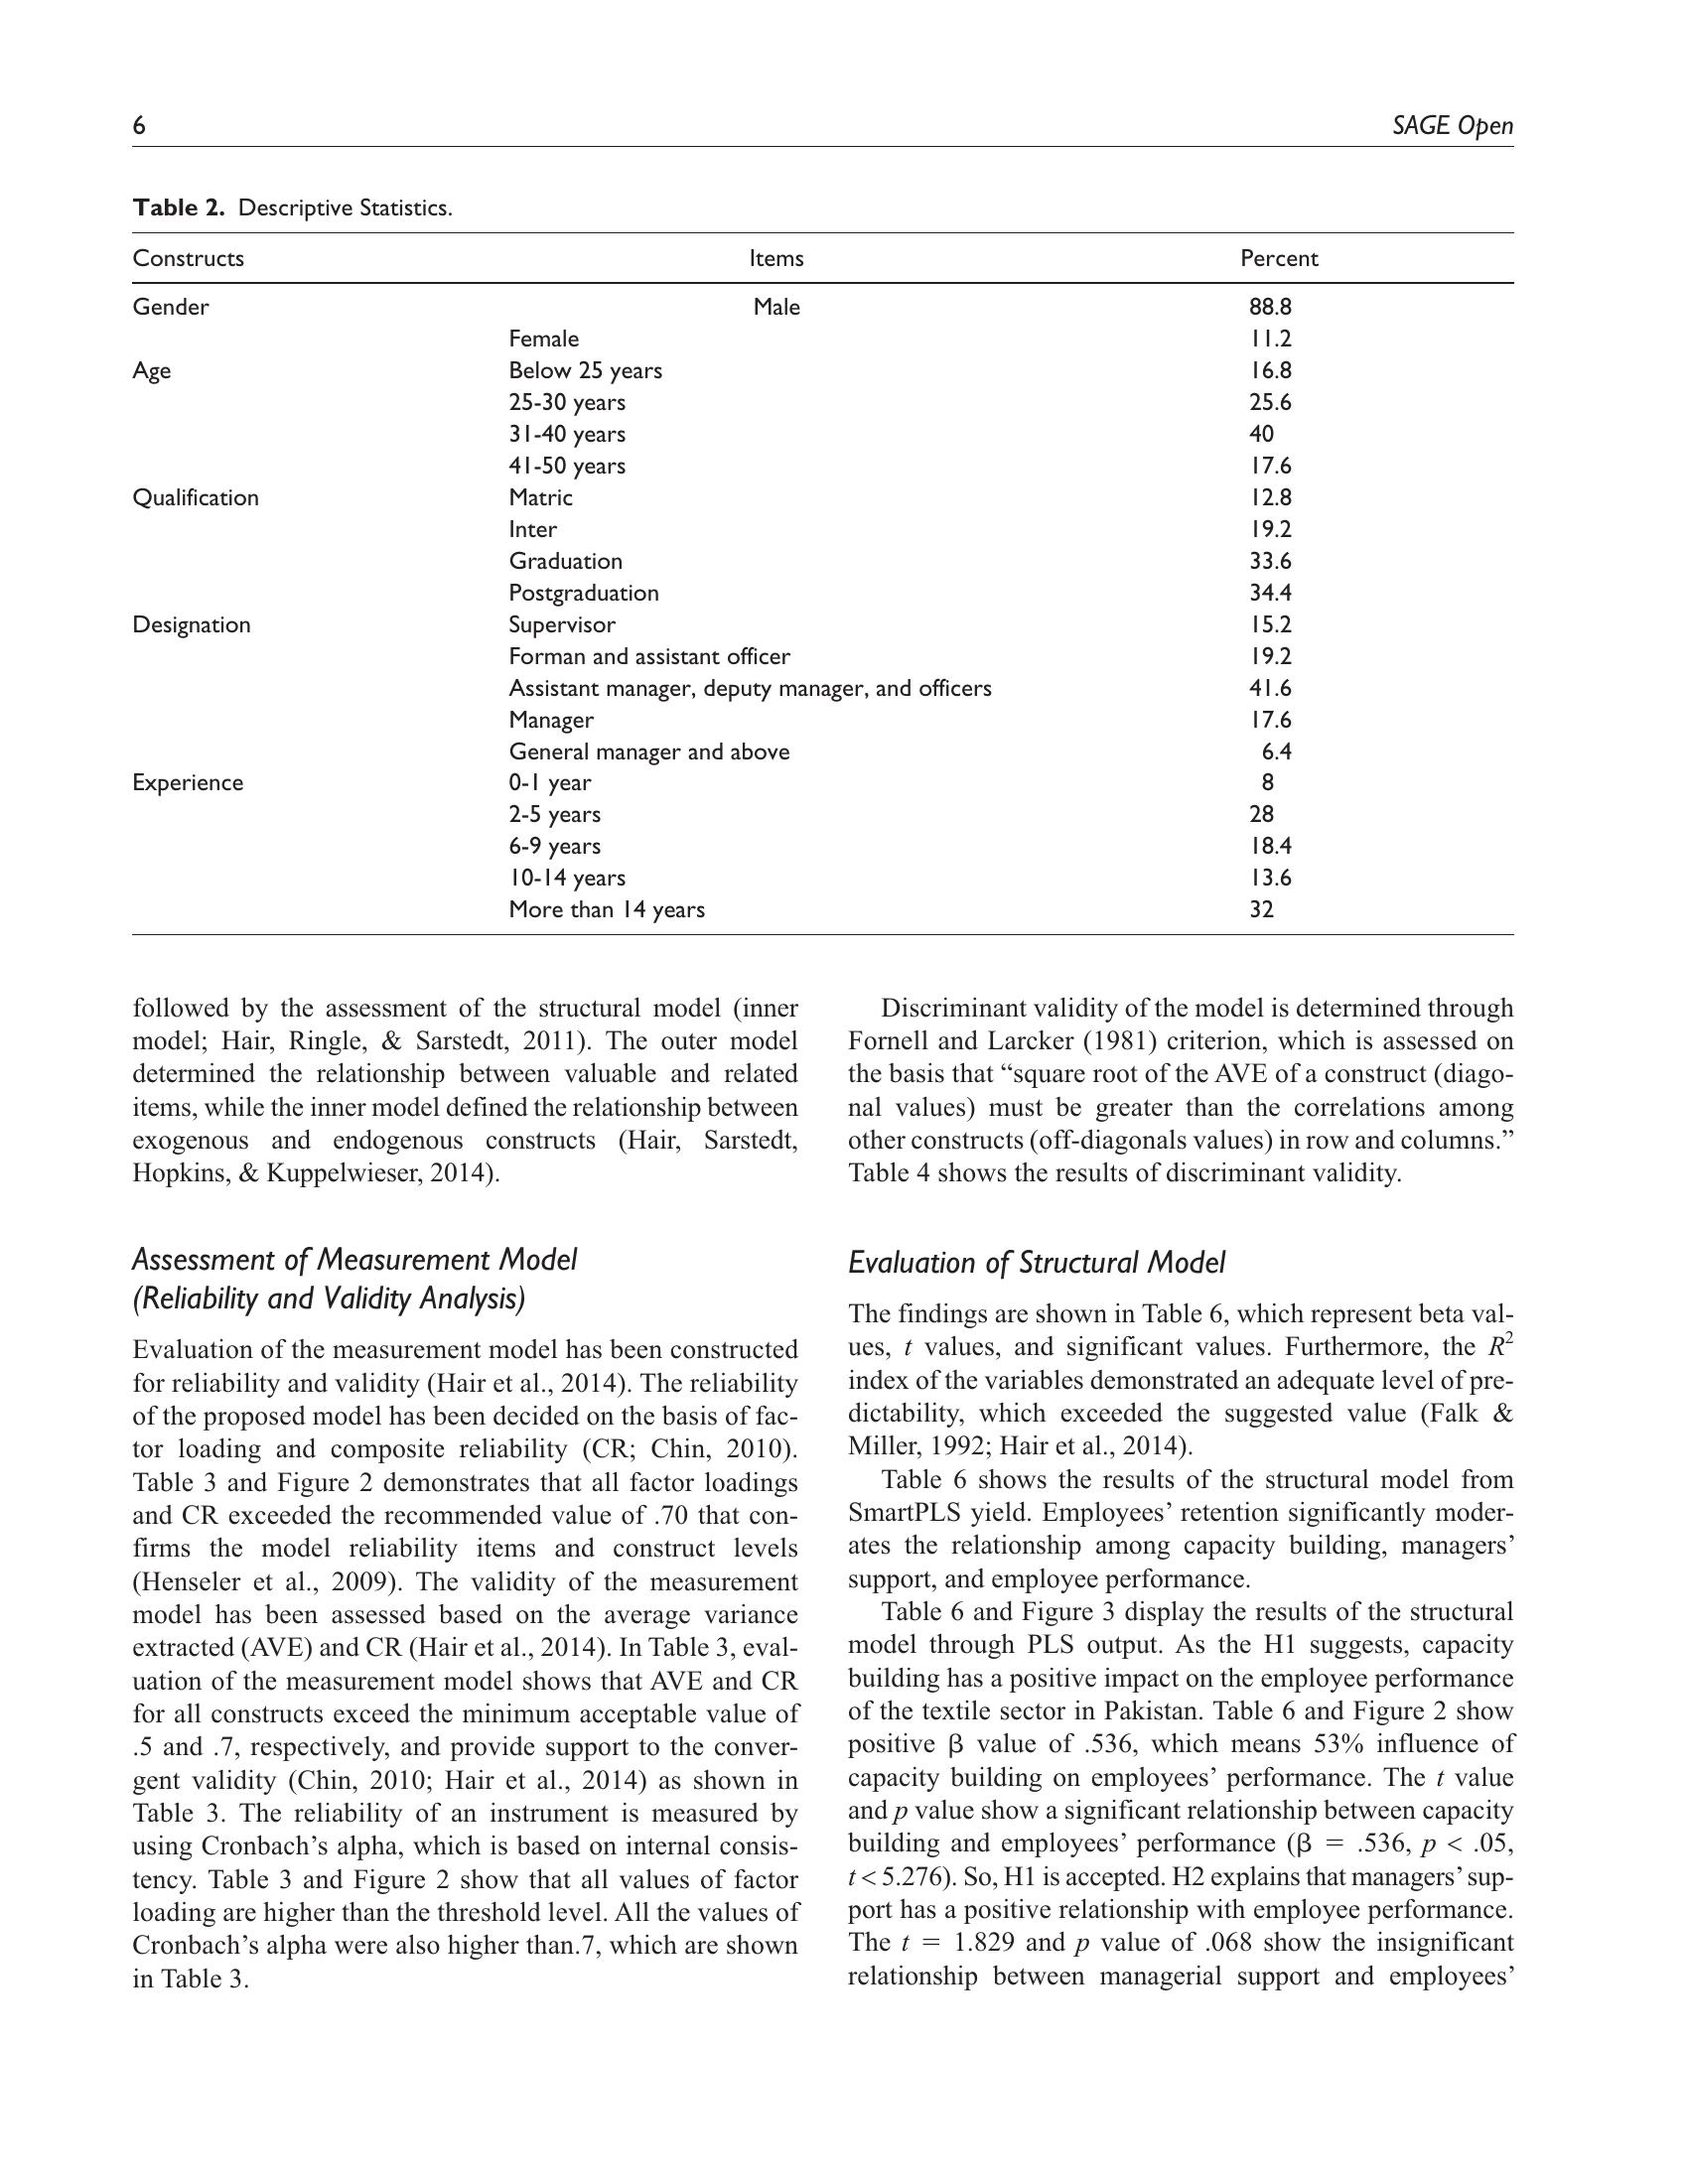 6 SAGE Open
Table 2. Descriptive Statistics.
Constructs Items Percent
Gender Male 88.8
Female 11.2
Age Below 25 years 16.8
25-30 years 25.6
31-40 years 40
41-50 years 17.6
Qualification Matric 12.8
Inter 19.2
Graduation 33.6
Postgraduation 34.4
Designation Supervisor 15.2
Forman and assistant officer 19.2
Assistant manager, deputy manager, and officers 41.6
Manager 17.6
General manager and above 6.4
Experience 0-1 year 8
2-5 years 28
6-9 years 18.4
10-14 years 13.6
More than 14 years 32
followed by the assessment of the structural model (inner
model; Hair, Ringle, & Sarstedt, 2011). The outer model
determined the relationship between valuable and related
items, while the inner model defined the relationship between
exogenous and endogenous constructs (Hair, Sarstedt,
Hopkins, & Kuppelwieser, 2014).
Assessment of Measurement Model
(Reliability and Validity Analysis)
Evaluation of the measurement model has been constructed
for reliability and validity (Hair et al., 2014). The reliability
of the proposed model has been decided on the basis of fac-
tor loading and composite reliability (CR; Chin, 2010).
Table 3 and Figure 2 demonstrates that all factor loadings
and CR exceeded the recommended value of .70 that con-
firms the model reliability items and construct levels
(Henseler et al., 2009). The validity of the measurement
model has been assessed based on the average variance
extracted (AVE) and CR (Hair et al., 2014). In Table 3, eval-
uation of the measurement model shows that AVE and CR
for all constructs exceed the minimum acceptable value of
.5 and .7, respectively, and provide support to the conver-
gent validity (Chin, 2010; Hair et al., 2014) as shown in
Table 3. The reliability of an instrument is measured by
using Cronbach’s alpha, which is based on internal consis-
tency. Table 3 and Figure 2 show that all values of factor
loading are higher than the threshold level. All the values of
Cronbach’s alpha were also higher than.7, which are shown
in Table 3.
Discriminant validity of the model is determined through
Fornell and Larcker (1981) criterion, which is assessed on
the basis that “square root of the AVE of a construct (diago-
nal values) must be greater than the correlations among
other constructs (off-diagonals values) in row and columns.”
Table 4 shows the results of discriminant validity.
Evaluation of Structural Model
The findings are shown in Table 6, which represent beta val-
ues, t values, and significant values. Furthermore, the R²
index of the variables demonstrated an adequate level of pre-
dictability, which exceeded the suggested value (Falk &
Miller, 1992; Hair et al., 2014).
Table 6 shows the results of the structural model from
SmartPLS yield. Employees’ retention significantly moder-
ates the relationship among capacity building, managers’
support, and employee performance.
Table 6 and Figure 3 display the results of the structural
model through PLS output. As the H1 suggests, capacity
building has a positive impact on the employee performance
of the textile sector in Pakistan. Table 6 and Figure 2 show
positive β value of .536, which means 53% influence of
capacity building on employees’ performance. The t value
and p value show a significant relationship between capacity
building and employees’ performance (β = .536, p < .05,
t < 5.276). So, H1 is accepted. H2 explains that managers’ sup-
port has a positive relationship with employee performance.
The t = 1.829 and p value of .068 show the insignificant
relationship between managerial support and employees’